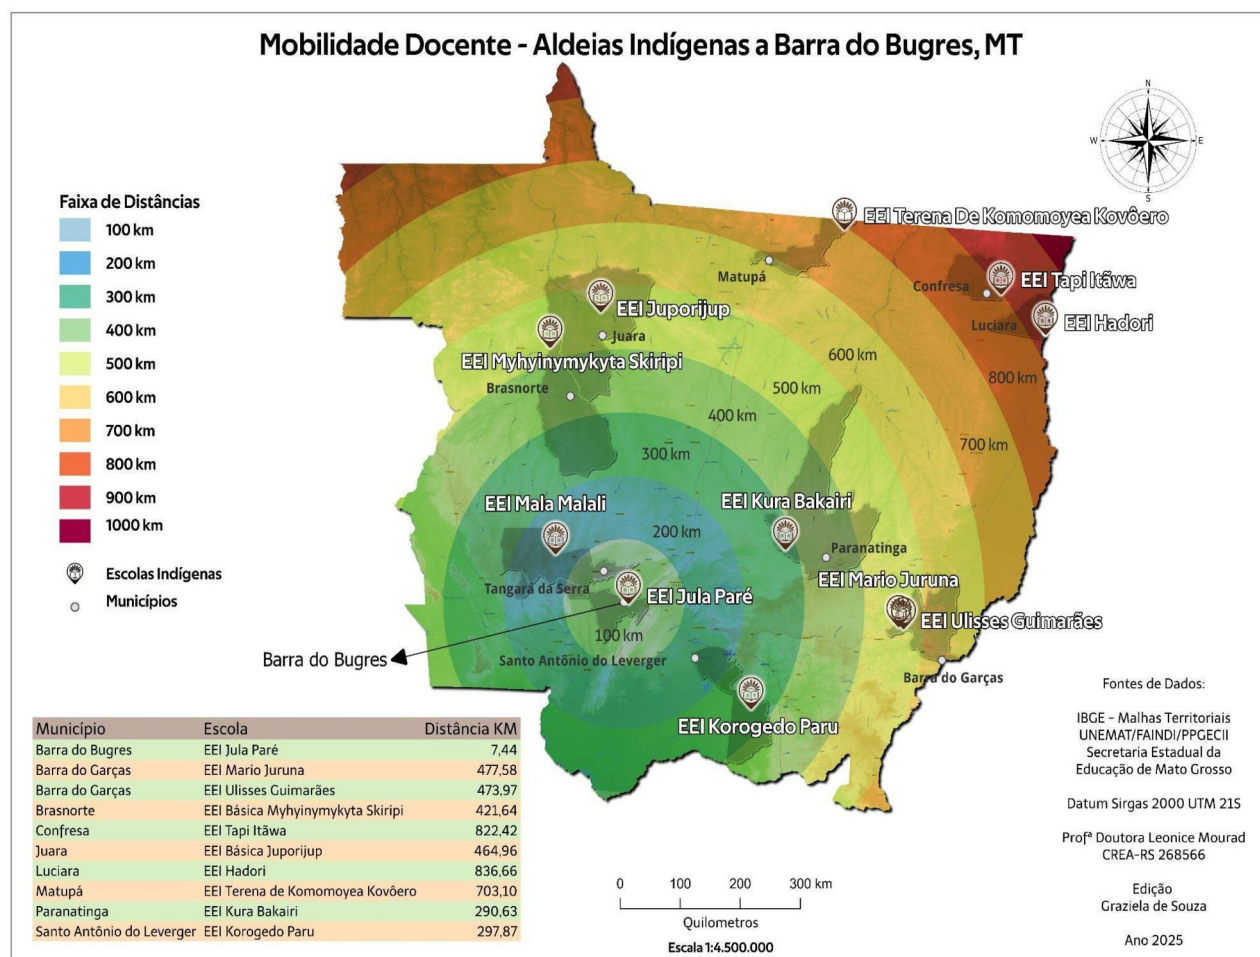 Mobilidade Docente - Aldeias Indígenas a Barra do Bugres, MT
N
W
E
S
Faixa de Distâncias
100 km
200 km
300 km
400 km
500 km
600 km
700 km
800 km
900 km
1000 km
Escolas Indígenas
Municípios
EEI Terena De Komomoyea Kovôero
Matupá
Confresa
EEI Tapi Itãwa
Luciara
EEI Hadori
EEI Juporijup
Juara
EEI Myhyinymykyta Skiripi
Brasnorte
600 km
500 km
800 km
400 km
700 km
300 km
EEI Mala Malali
EEI Kura Bakairi
200 km
Paranatinga
Tangará da Serra
EEI Mario Juruna
EEI Jula Paré
EEI Ulisses Guimarães
100 km
Barra do Bugres
Santo Antônio do Leverger
Barra do Garças
EEI Korogedo Paru
Município Escola Distância KM
Barra do Bugres EEI Jula Paré 7,44
Barra do Garças EEI Mario Juruna 477,58
Barra do Garças EEI Ulisses Guimarães 473,97
Brasnorte EEI Básica Myhyinymykyta Skiripi 421,64
Confresa EEI Tapi Itãwa 822,42
Juara EEI Básica Juporijup 464,96
Luciara EEI Hadori 836,66
Matupá EEI Terena de Komomoyea Kovôero 703,10
Paranatinga EEI Kura Bakairi 290,63
Santo Antônio do Leverger EEI Korogedo Paru 297,87
0 100 200 300 km
Quilometros
Escala 1:4.500.000
Fontes de Dados:
IBGE - Malhas Territoriais
UNEMAT/FAINDI/PPGECII
Secretaria Estadual da
Educação de Mato Grosso
Datum Sirgas 2000 UTM 21S
Profª Doutora Leonice Mourad
CREA-RS 268566
Edição
Graziela de Souza
Ano 2025